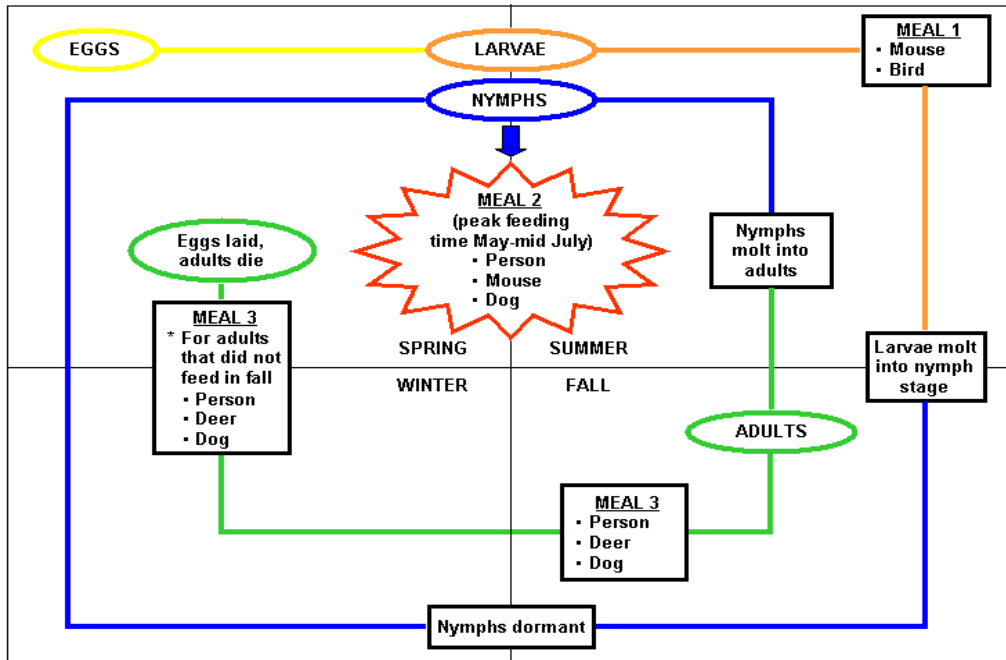 EGGS
LARVAE
MEAL 1
▪ Mouse
▪ Bird
NYMPHS
MEAL 2
(peak feeding
time May-mid July)
▪ Person
▪ Mouse
▪ Dog
Nymphs
molt into
adults
Eggs laid,
adults die
MEAL 3
* For adults
that did not
feed in fall
▪ Person
▪ Deer
▪ Dog
SPRING
SUMMER
WINTER
FALL
Larvae molt
into nymph
stage
ADULTS
MEAL 3
▪ Person
▪ Deer
▪ Dog
Nymphs dormant